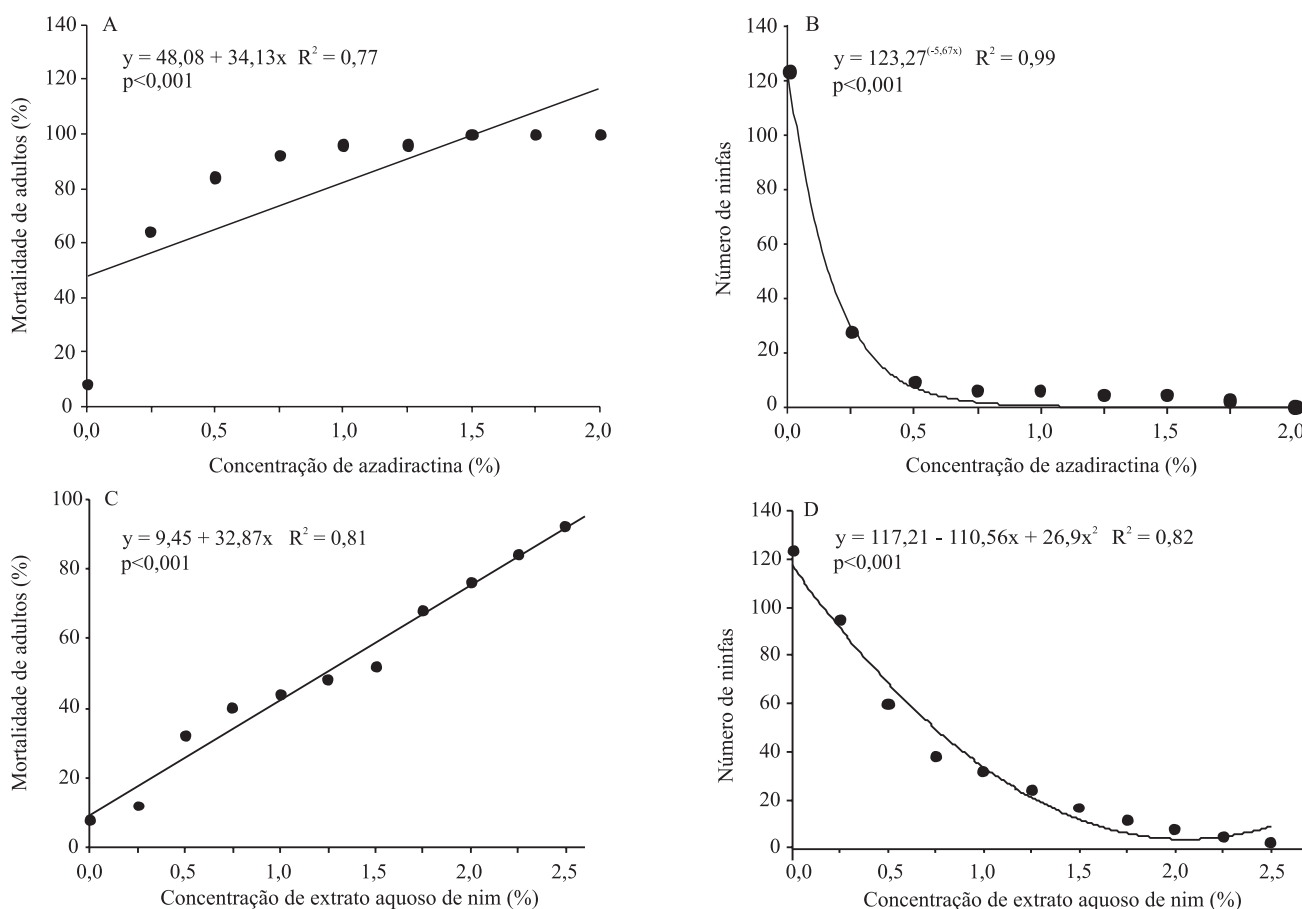 A
y = 48,08 + 34,13x R² = 0,77
p<0,001
Mortalidade de adultos (%)
140
120
100
80
60
40
20
0
0,0 0,5 1,0 1,5 2,0
Concentração de azadiractina (%)
B
y = 123,27^(-5,67x) R² = 0,99
p<0,001
Número de ninfas
140
120
100
80
60
40
20
0
0,0 0,5 1,0 1,5 2,0
Concentração de azadiractina (%)
C
y = 9,45 + 32,87x R² = 0,81
p<0,001
Mortalidade de adultos (%)
100
80
60
40
20
0
0,0 0,5 1,0 1,5 2,0 2,5
Concentração de extrato aquoso de nim (%)
D
y = 117,21 - 110,56x + 26,9x² R² = 0,82
p<0,001
Número de ninfas
140
120
100
80
60
40
20
0
0,0 0,5 1,0 1,5 2,0 2,5
Concentração de extrato aquoso de nim (%)